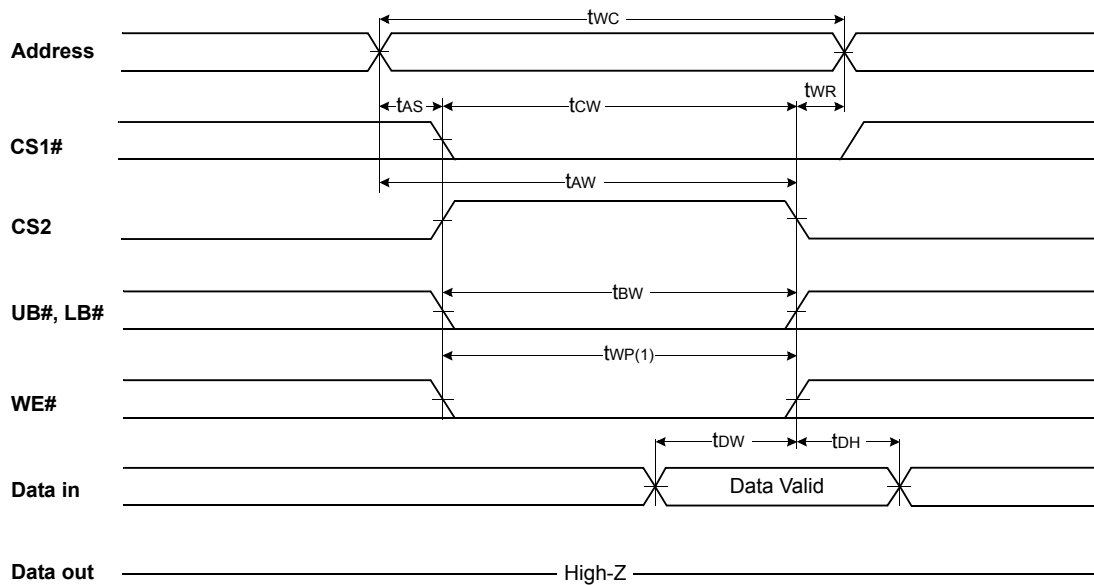 tWC
Address
tAS
tCW
tWR
CS1#
tAW
CS2
tBW
UB#, LB#
tWP(1)
WE#
tDW
tDH
Data in
Data Valid
Data out
High-Z